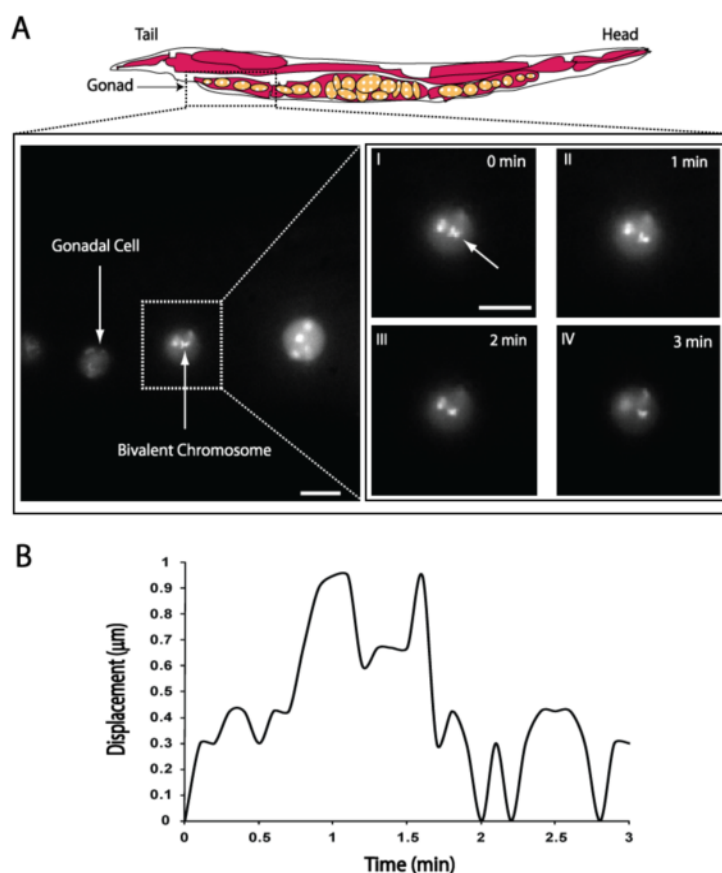 A
Tail
Head
Gonad
I
0 min
II
1 min
Gonadal Cell
III
2 min
IV
3 min
Bivalent Chromosome
B
1
0.9
0.8
0.7
0.6
0.5
0.4
0.3
0.2
0.1
0
Displacement (µm)
0
0.5
1
1.5
2
2.5
3
Time (min)